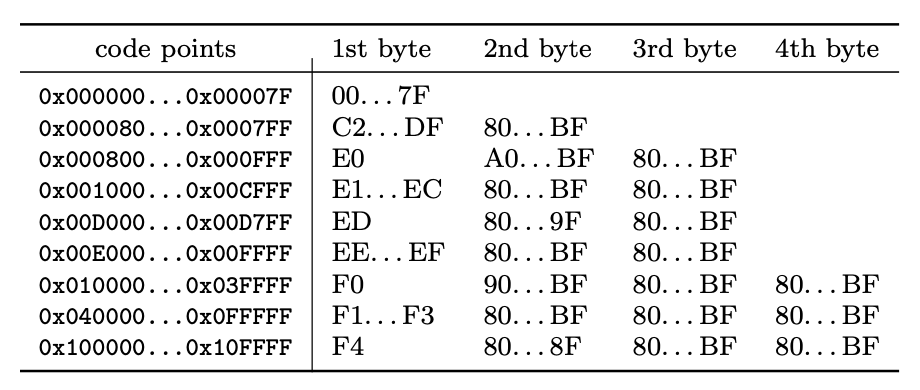 code points 1st byte 2nd byte 3rd byte 4th byte
0x000000...0x00007F 00...7F
0x000080...0x0007FF C2...DF 80...BF
0x000800...0x000FFF E0 A0...BF 80...BF
0x001000...0x00CFFF E1...EC 80...BF 80...BF
0x00D000...0x00D7FF ED 80...9F 80...BF
0x00E000...0x00FFFF EE...EF 80...BF 80...BF
0x010000...0x03FFFF F0 90...BF 80...BF 80...BF
0x040000...0x0FFFFF F1...F3 80...BF 80...BF 80...BF
0x100000...0x10FFFF F4 80...8F 80...BF 80...BF